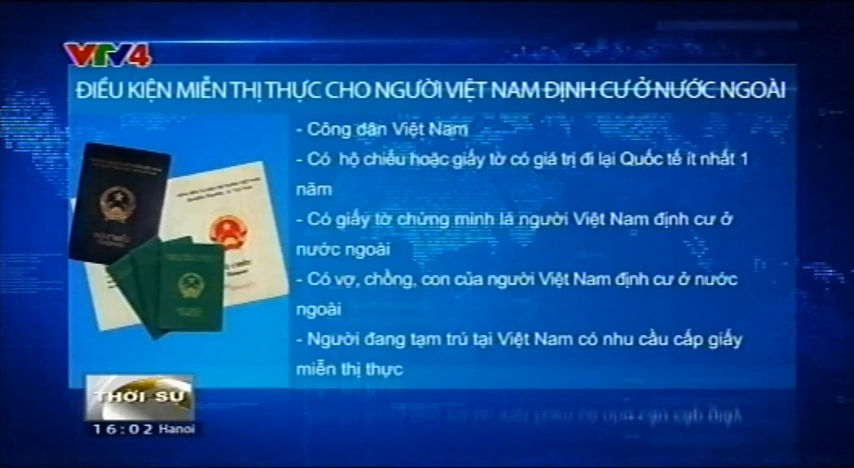 VTV4
ĐIỀU KIỆN MIỄN THỊ THỰC CHO NGƯỜI VIỆT NAM ĐỊNH CƯ Ở NƯỚC NGOÀI
- Công dân Việt Nam
- Có hộ chiếu hoặc giấy tờ có giá trị đi lại Quốc tế ít nhất 1
năm
- Có giấy tờ chứng minh là người Việt Nam định cư ở
nước ngoài
- Có vợ, chồng, con của người Việt Nam định cư ở nước
ngoài
- Người đang tạm trú tại Việt Nam có nhu cầu cấp giấy
miễn thị thực
HỘ CHIẾU
THỜI SỰ
16:02 Hanoi